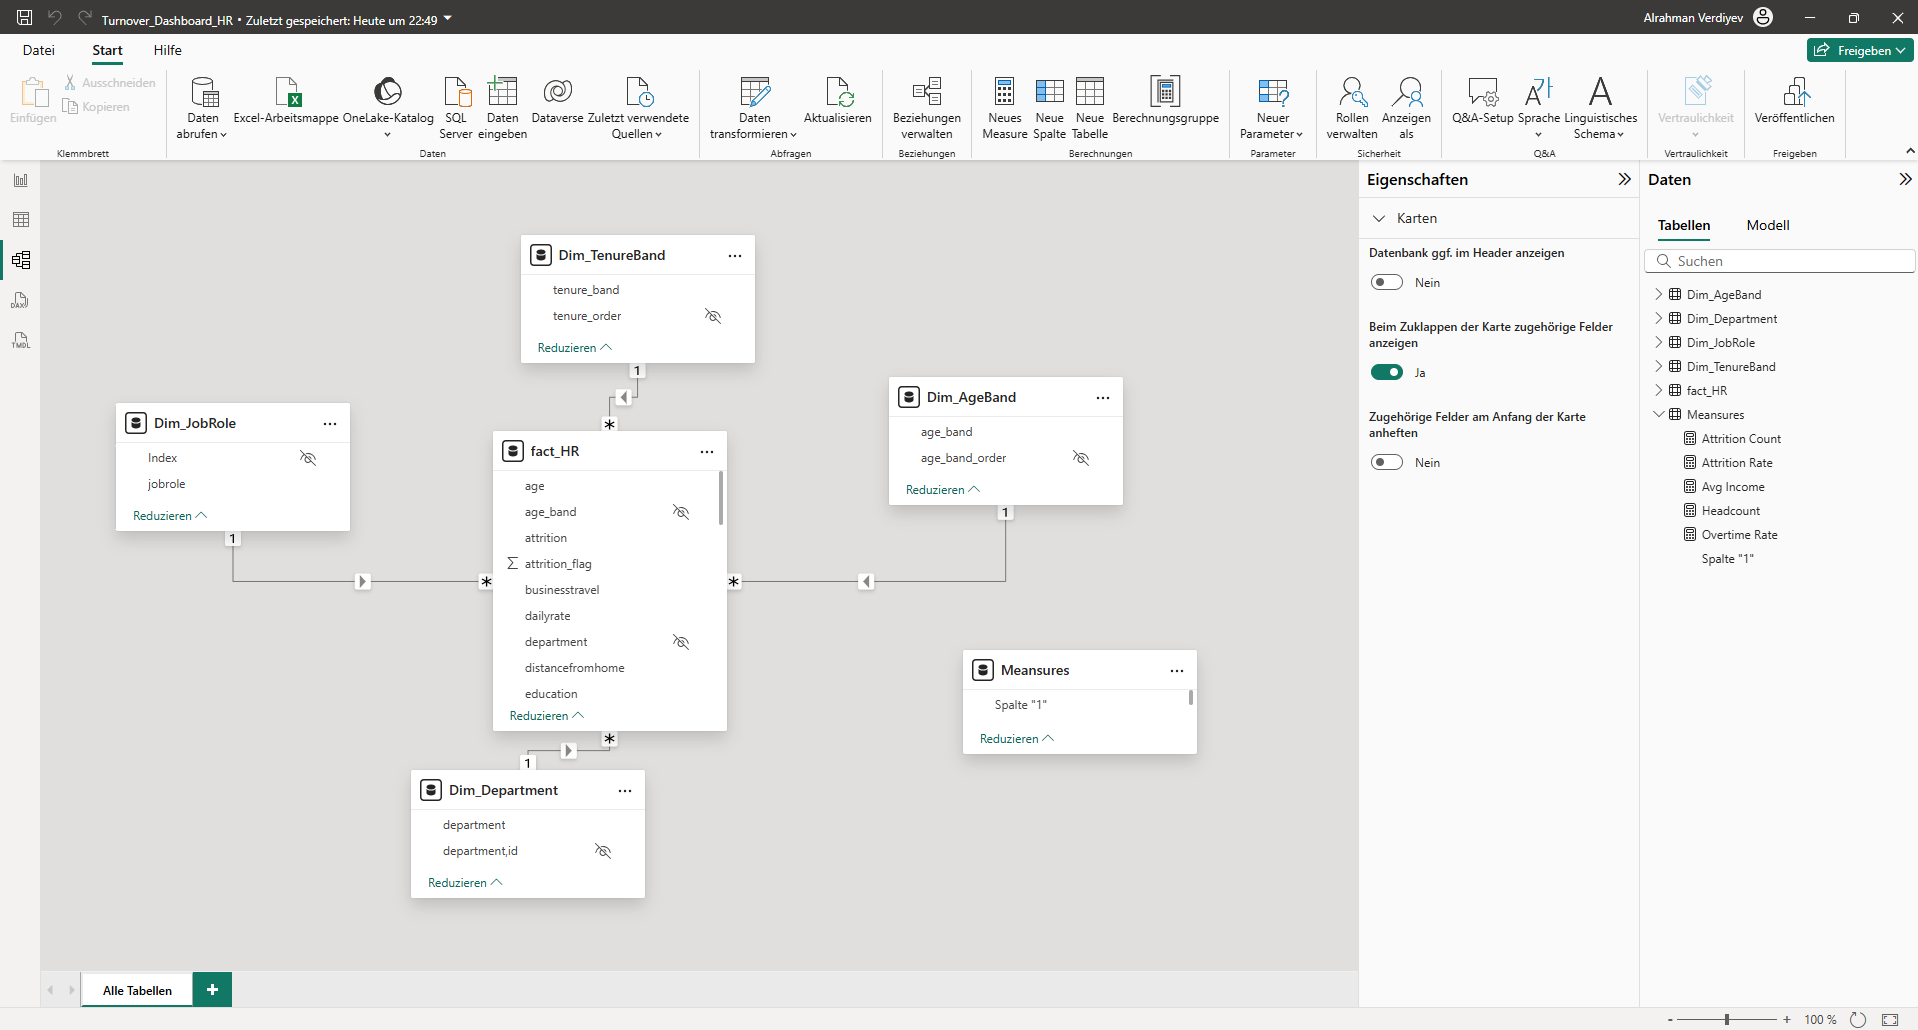 Turnover_Dashboard_HR • Zuletzt gespeichert: Heute um 22:49
Alrahman Verdiyev
Datei
Start
Hilfe
Freigeben
Einfügen
Ausschneiden
Kopieren
Klemmbrett
Daten
abrufen
Excel-Arbeitsmappe
OneLake-Katalog
SQL
Server
Daten
eingeben
Dataverse
Zuletzt verwendete
Quellen
Daten
Daten
transformieren
Aktualisieren
Abfragen
Beziehungen
verwalten
Beziehungen
Neues
Measure
Neue
Spalte
Neue
Tabelle
Berechnungsgruppe
Berechnungen
Neuer
Parameter
Parameter
Rollen
verwalten
Anzeigen
als
Sicherheit
Q&A-Setup
Sprache
Linguistisches
Schema
Q&A
Vertraulichkeit
Vertraulichkeit
Veröffentlichen
Freigeben
DAX
TMDL
Dim_TenureBand
tenure_band
tenure_order
Reduzieren
1
*
Dim_JobRole
Index
jobrole
Reduzieren
1
*
fact_HR
age
age_band
attrition
attrition_flag
businesstravel
dailyrate
department
distancefromhome
education
Reduzieren
*
1
Dim_AgeBand
age_band
age_band_order
Reduzieren
1
*
Meansures
Spalte "1"
Reduzieren
Dim_Department
department
department,id
Reduzieren
Eigenschaften
Karten
Datenbank ggf. im Header anzeigen
Nein
Beim Zuklappen der Karte zugehörige Felder
anzeigen
Ja
Zugehörige Felder am Anfang der Karte
anheften
Nein
Daten
Tabellen
Modell
Suchen
Dim_AgeBand
Dim_Department
Dim_JobRole
Dim_TenureBand
fact_HR
Meansures
Attrition Count
Attrition Rate
Avg Income
Headcount
Overtime Rate
Spalte "1"
Alle Tabellen
+
- + 100 %